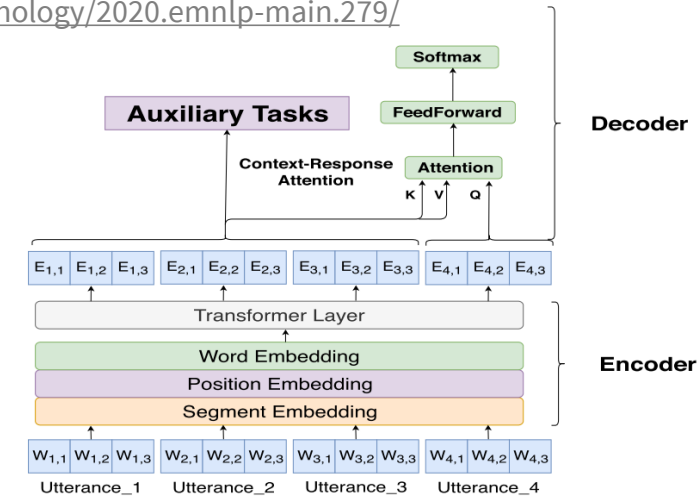 nology/2020.emnlp-main.279/
Softmax
Auxiliary Tasks
FeedForward
Decoder
Context-Response
Attention
Attention
K V Q
E1,1 E1,2 E1,3 E2,1 E2,2 E2,3 E3,1 E3,2 E3,3 E4,1 E4,2 E4,3
Transformer Layer
Word Embedding
Encoder
Position Embedding
Segment Embedding
W1,1 W1,2 W1,3 W2,1 W2,2 W2,3 W3,1 W3,2 W3,3 W4,1 W4,2 W4,3
Utterance_1 Utterance_2 Utterance_3 Utterance_4